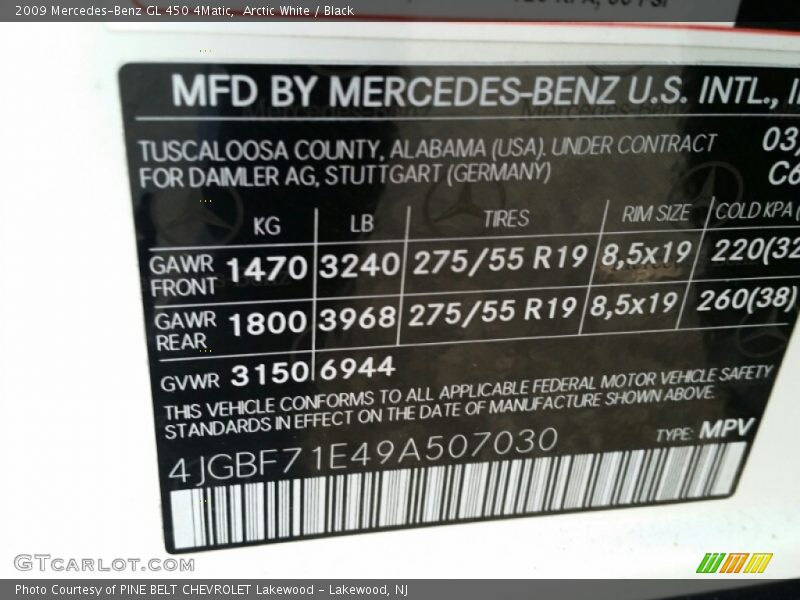 2009 Mercedes-Benz GL 450 4Matic, Arctic White / Black
MFD BY MERCEDES-BENZ U.S. INTL.,
TUSCALOOSA COUNTY, ALABAMA (USA). UNDER CONTRACT 03
FOR DAIMLER AG, STUTTGART (GERMANY) C6
KG LB TIRES RIM SIZE COLD KPA
GAWR FRONT 1470 3240 275/55 R19 8,5x19 220(32
GAWR REAR 1800 3968 275/55 R19 8,5x19 260(38)
GVWR 3150 6944
THIS VEHICLE CONFORMS TO ALL APPLICABLE FEDERAL MOTOR VEHICLE SAFETY
STANDARDS IN EFFECT ON THE DATE OF MANUFACTURE SHOWN ABOVE.
4JGBF71E49A507030 TYPE: MPV
GTcarlot.com
Photo Courtesy of PINE BELT CHEVROLET Lakewood - Lakewood, NJ